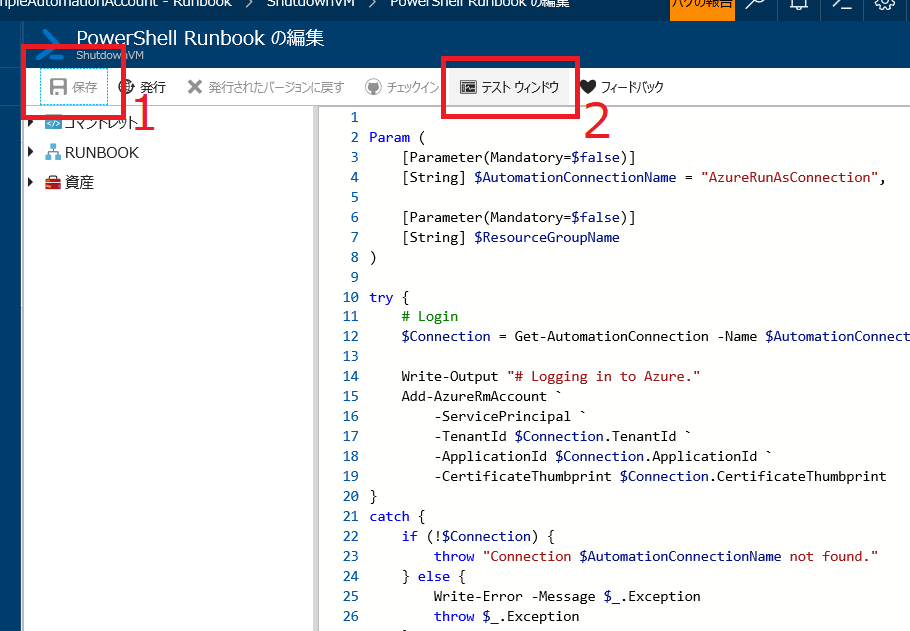 mpleAutomationAccount - Runbook > ShutdownVM > PowerShell Runbook の編集
バグの報告
PowerShell Runbook の編集
ShutdownVM
保存 発行 発行されたバージョンに戻す チェックイン テスト ウィンドウ フィードバック
1 2
コマンドレット
RUNBOOK
資産
1
2 Param (
3 [Parameter(Mandatory=$false)]
4 [String] $AutomationConnectionName = "AzureRunAsConnection",
5
6 [Parameter(Mandatory=$false)]
7 [String] $ResourceGroupName
8 )
9
10 try {
11 # Login
12 $Connection = Get-AutomationConnection -Name $AutomationConnect
13
14 Write-Output "# Logging in to Azure."
15 Add-AzureRmAccount `
16 -ServicePrincipal `
17 -TenantId $Connection.TenantId `
18 -ApplicationId $Connection.ApplicationId `
19 -CertificateThumbprint $Connection.CertificateThumbprint
20 }
21 catch {
22 if (!$Connection) {
23 throw "Connection $AutomationConnectionName not found."
24 } else {
25 Write-Error -Message $_.Exception
26 throw $_.Exception